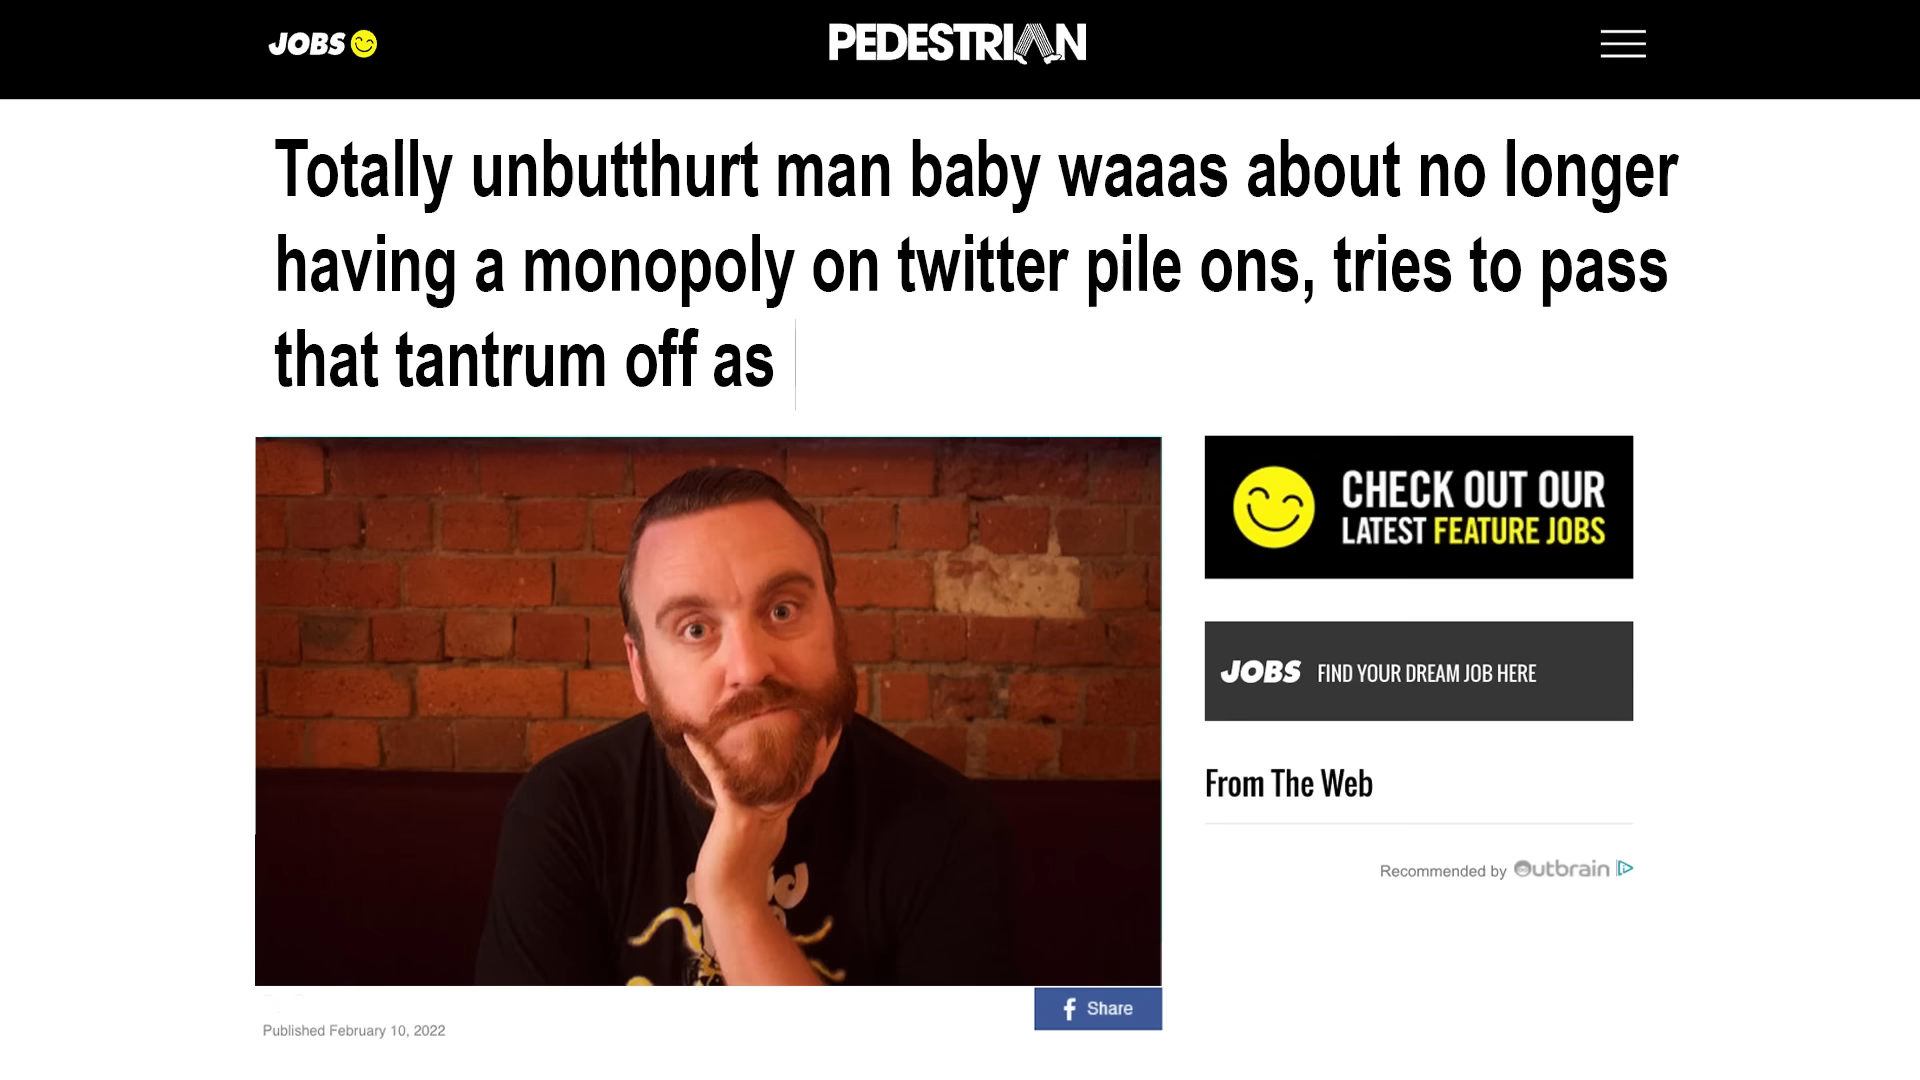 JOBS
PEDESTRIAN
Totally unbutthurt man baby waaas about no longer
having a monopoly on twitter pile ons, tries to pass
that tantrum off as
CHECK OUT OUR
LATEST FEATURE JOBS
JOBS FIND YOUR DREAM JOB HERE
From The Web
Recommended by Outbrain
f Share
Published February 10, 2022